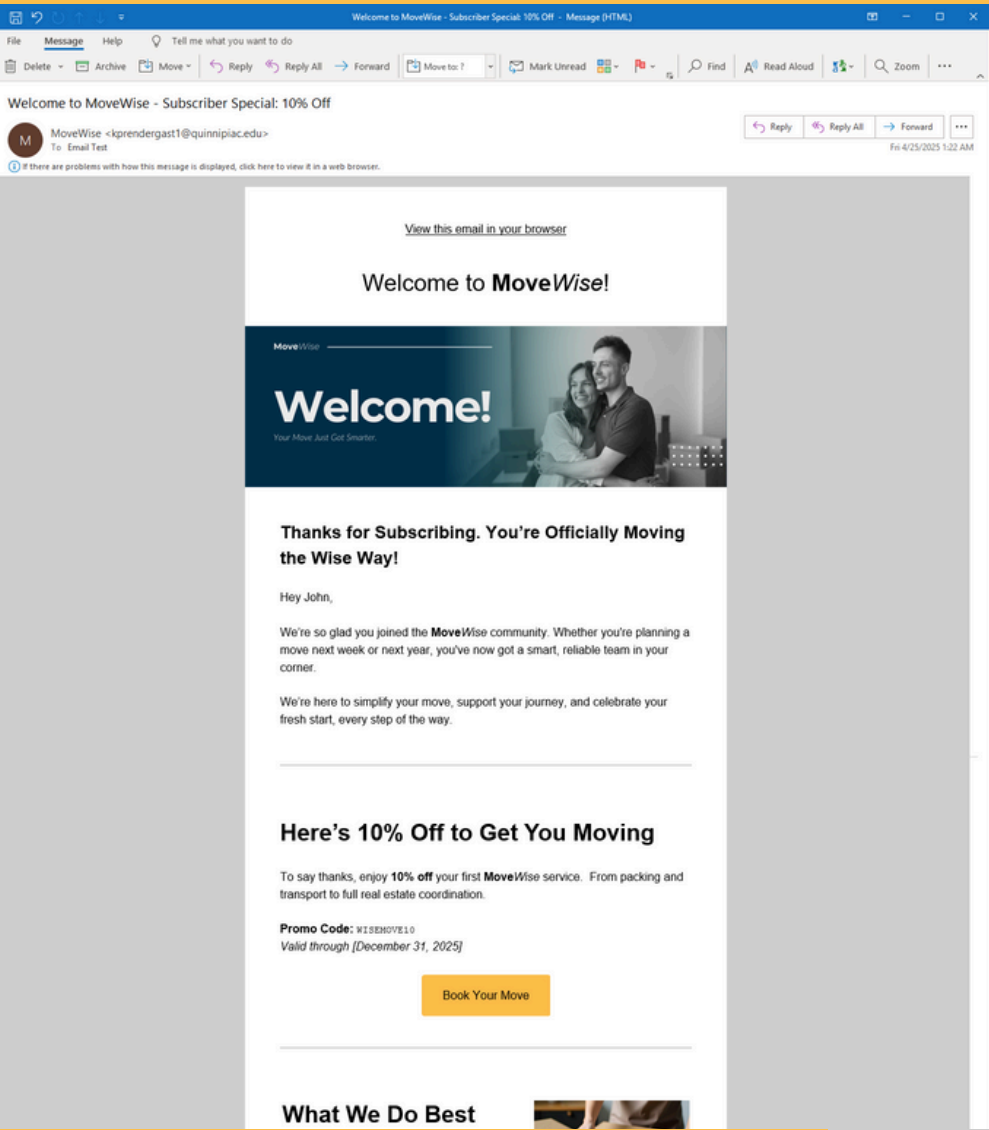 Welcome to MoveWise - Subscriber Special: 10% Off - Message (HTML)
File Message Help Tell me what you want to do
Delete Archive Move Reply Reply All Forward Move to: ? Mark Unread Find Read Aloud Zoom
Welcome to MoveWise - Subscriber Special: 10% Off
M
MoveWise <kprendergast1@quinnipiac.edu>
To Email Test
Reply Reply All Forward
Fri 4/25/2025 1:22 AM
If there are problems with how this message is displayed, click here to view it in a web browser.
View this email in your browser
Welcome to MoveWise!
MoveWise
Welcome!
Your Move Just Got Smarter.
Thanks for Subscribing. You're Officially Moving
the Wise Way!
Hey John,
We're so glad you joined the MoveWise community. Whether you're planning a
move next week or next year, you've now got a smart, reliable team in your
corner.
We're here to simplify your move, support your journey, and celebrate your
fresh start, every step of the way.
Here's 10% Off to Get You Moving
To say thanks, enjoy 10% off your first MoveWise service. From packing and
transport to full real estate coordination.
Promo Code: WISEMOVE10
Valid through [December 31, 2025]
Book Your Move
What We Do Best